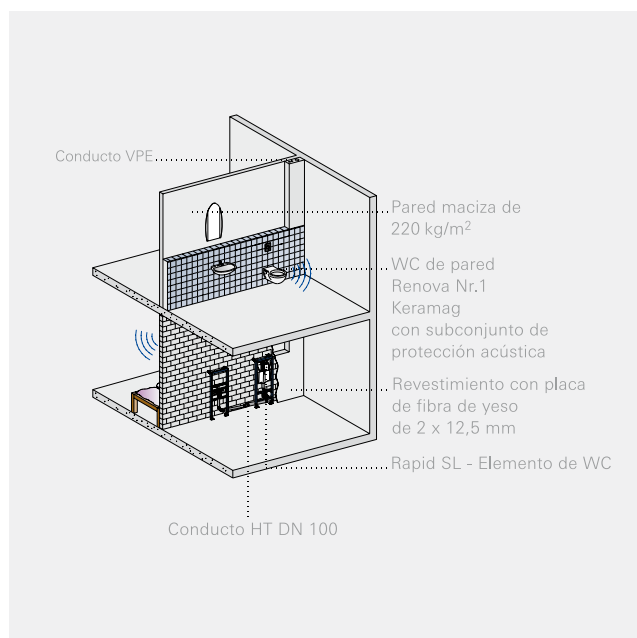 Conducto VPE
Pared maciza de
220 kg/m²
WC de pared
Renova Nr.1
Keramag
con subconjunto de
protección acústica
Revestimiento con placa
de fibra de yeso
de 2 x 12,5 mm
Rapid SL - Elemento de WC
Conducto HT DN 100